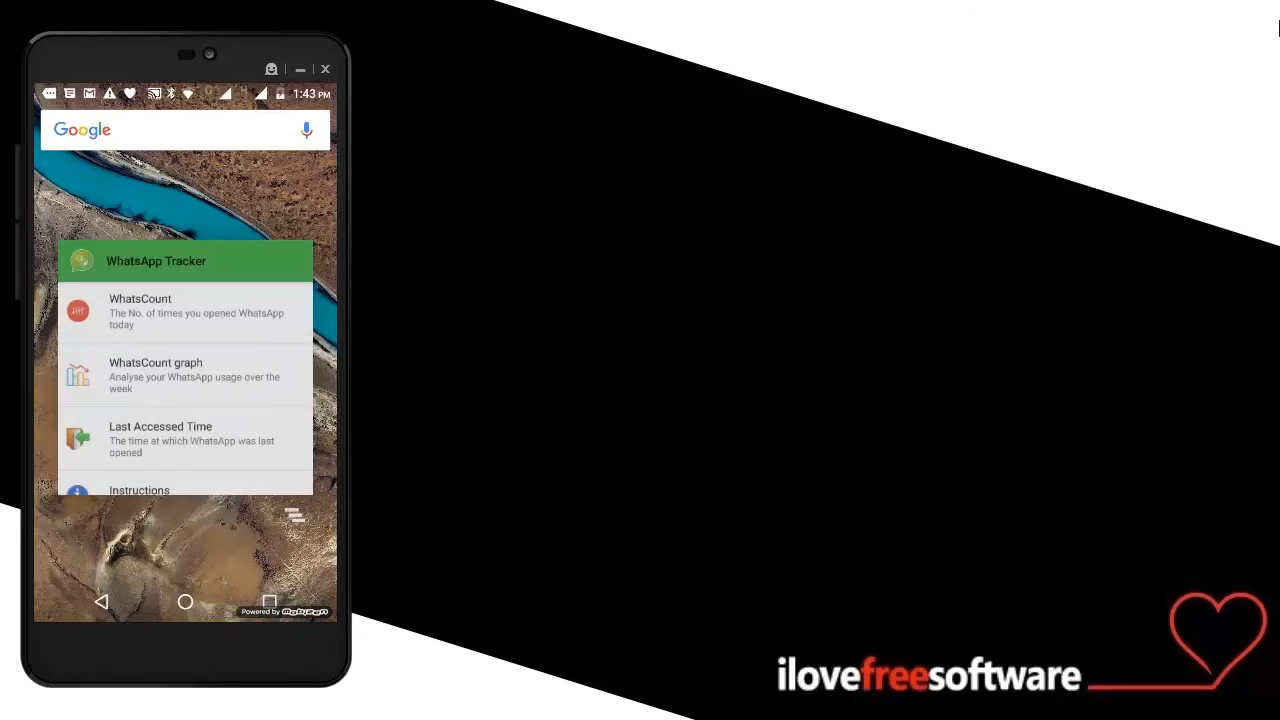 1:43 PM
Google
WhatsApp Tracker
WhatsCount
The No. of times you opened WhatsApp
today
WhatsCount graph
Analyse your WhatsApp usage over the
week
Last Accessed Time
The time at which WhatsApp was last
opened
Instructions
Powered by Mobizen
ilovefreesoftware